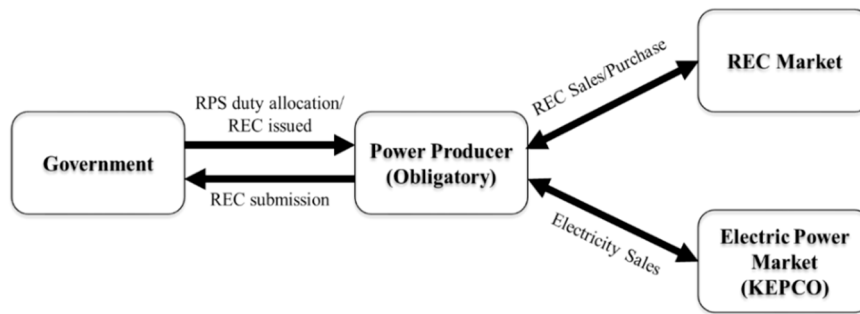 Government
RPS duty allocation/
REC issued
REC submission
Power Producer
(Obligatory)
REC Sales/Purchase
REC Market
Electricity Sales
Electric Power
Market
(KEPCO)